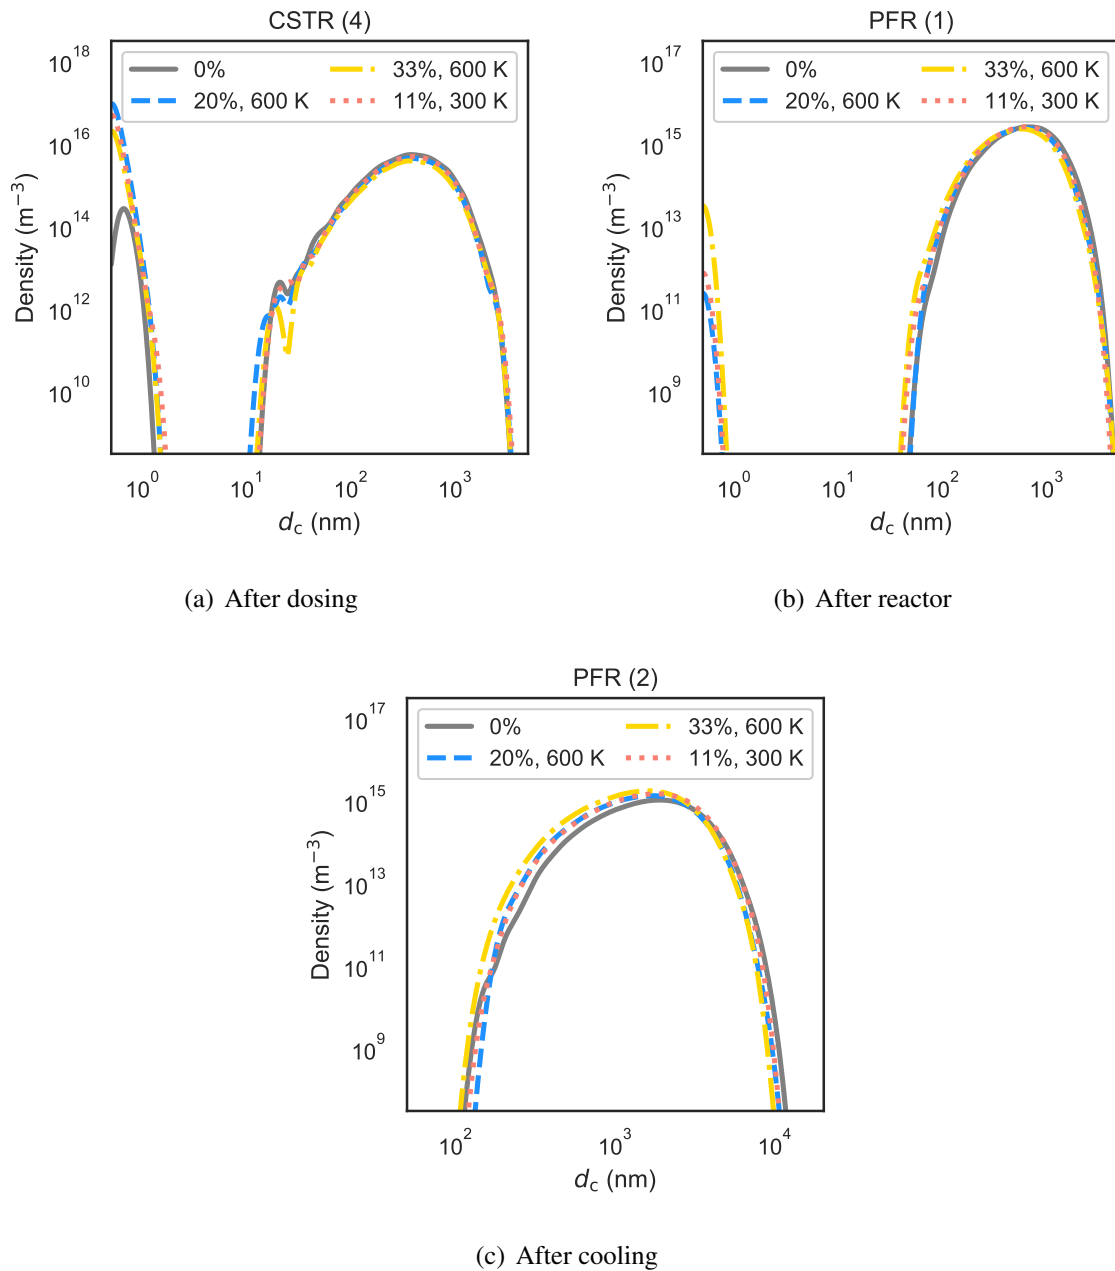 CSTR (4)
PFR (1)
0%
33%, 600 K
20%, 600 K
11%, 300 K
10^18
10^16
10^14
10^12
10^10
Density (m^−3)
10^0
10^1
10^2
10^3
d_c (nm)
0%
33%, 600 K
20%, 600 K
11%, 300 K
10^17
10^15
10^13
10^11
10^9
Density (m^−3)
10^0
10^1
10^2
10^3
d_c (nm)
(a) After dosing
(b) After reactor
PFR (2)
0%
33%, 600 K
20%, 600 K
11%, 300 K
10^17
10^15
10^13
10^11
10^9
Density (m^−3)
10^2
10^3
10^4
d_c (nm)
(c) After cooling